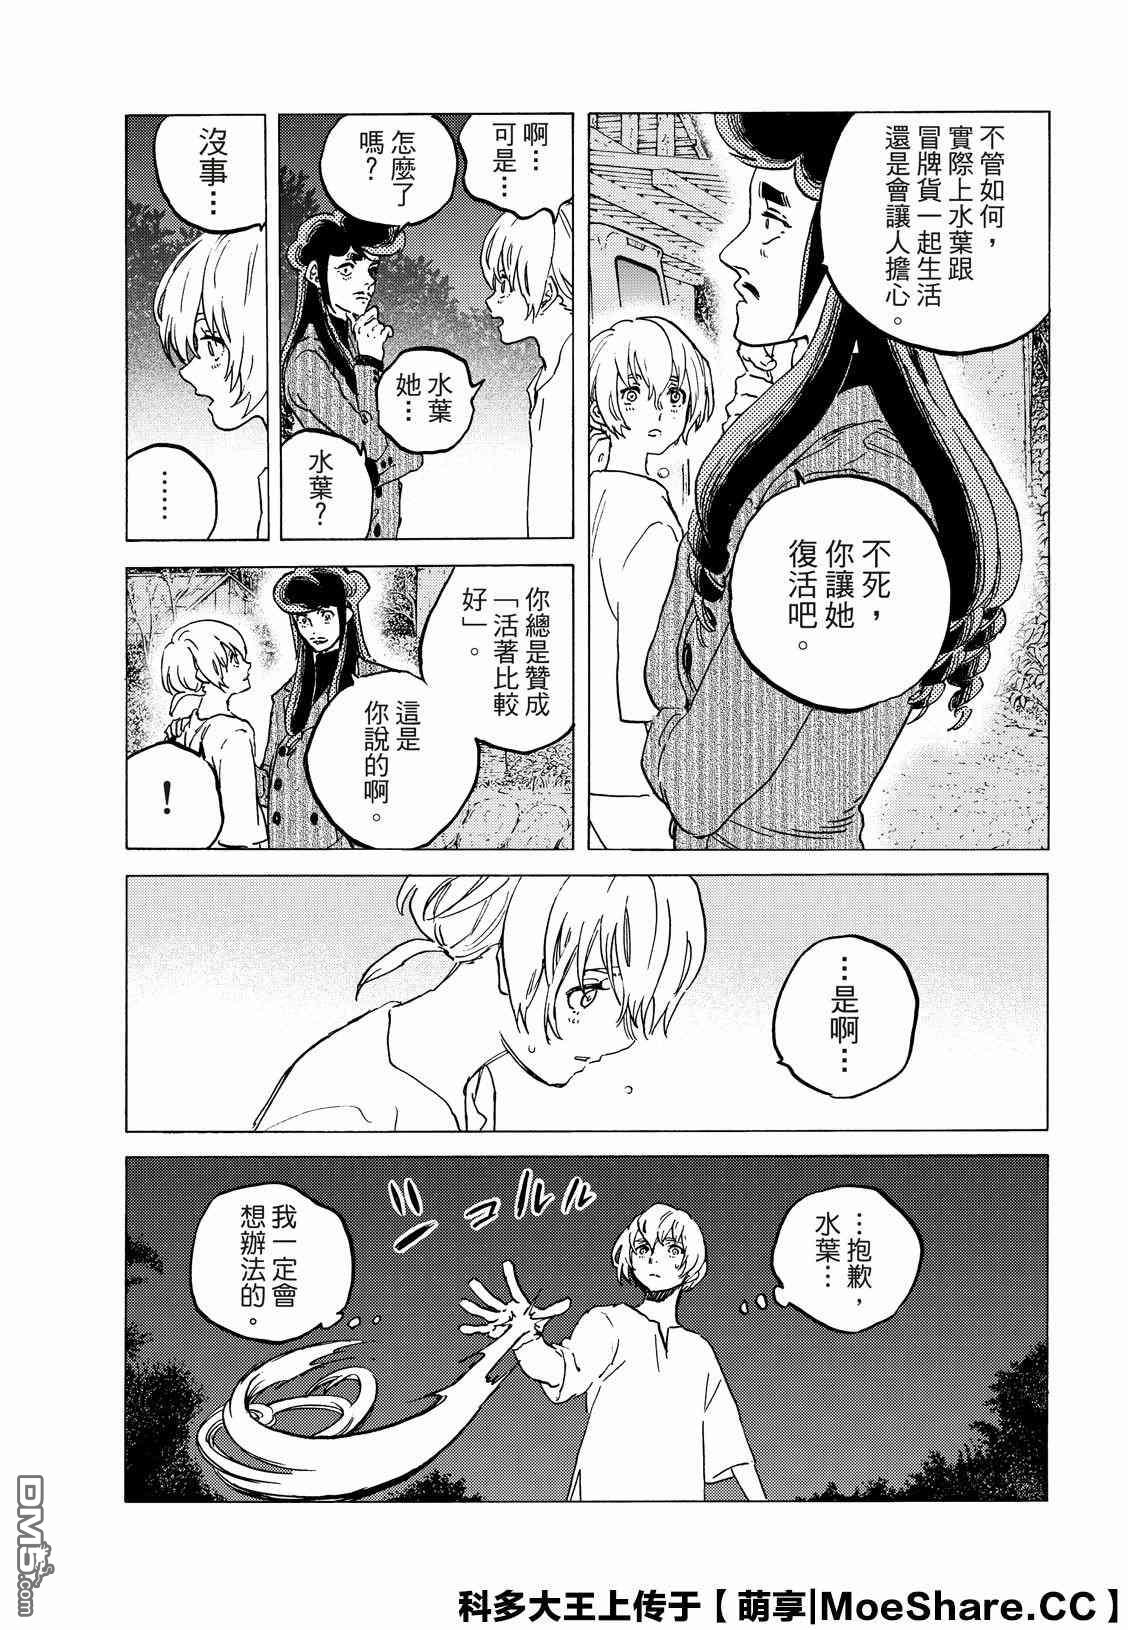 不管如何，
實際上水葉跟
冒牌貨一起生活
還是會讓人擔心。
不死，
你讓她
復活吧。
啊…
可是…
怎麼了
嗎？
水葉
她…
水葉？
沒事…
……
你總是贊成
「活著比較
好」。
這是
你說的啊。
！
…是啊…
…抱歉，
水葉…
コルルル
我一定會
想辦法的。
DM5.com
科多大王上传于【萌享|MoeShare.CC】